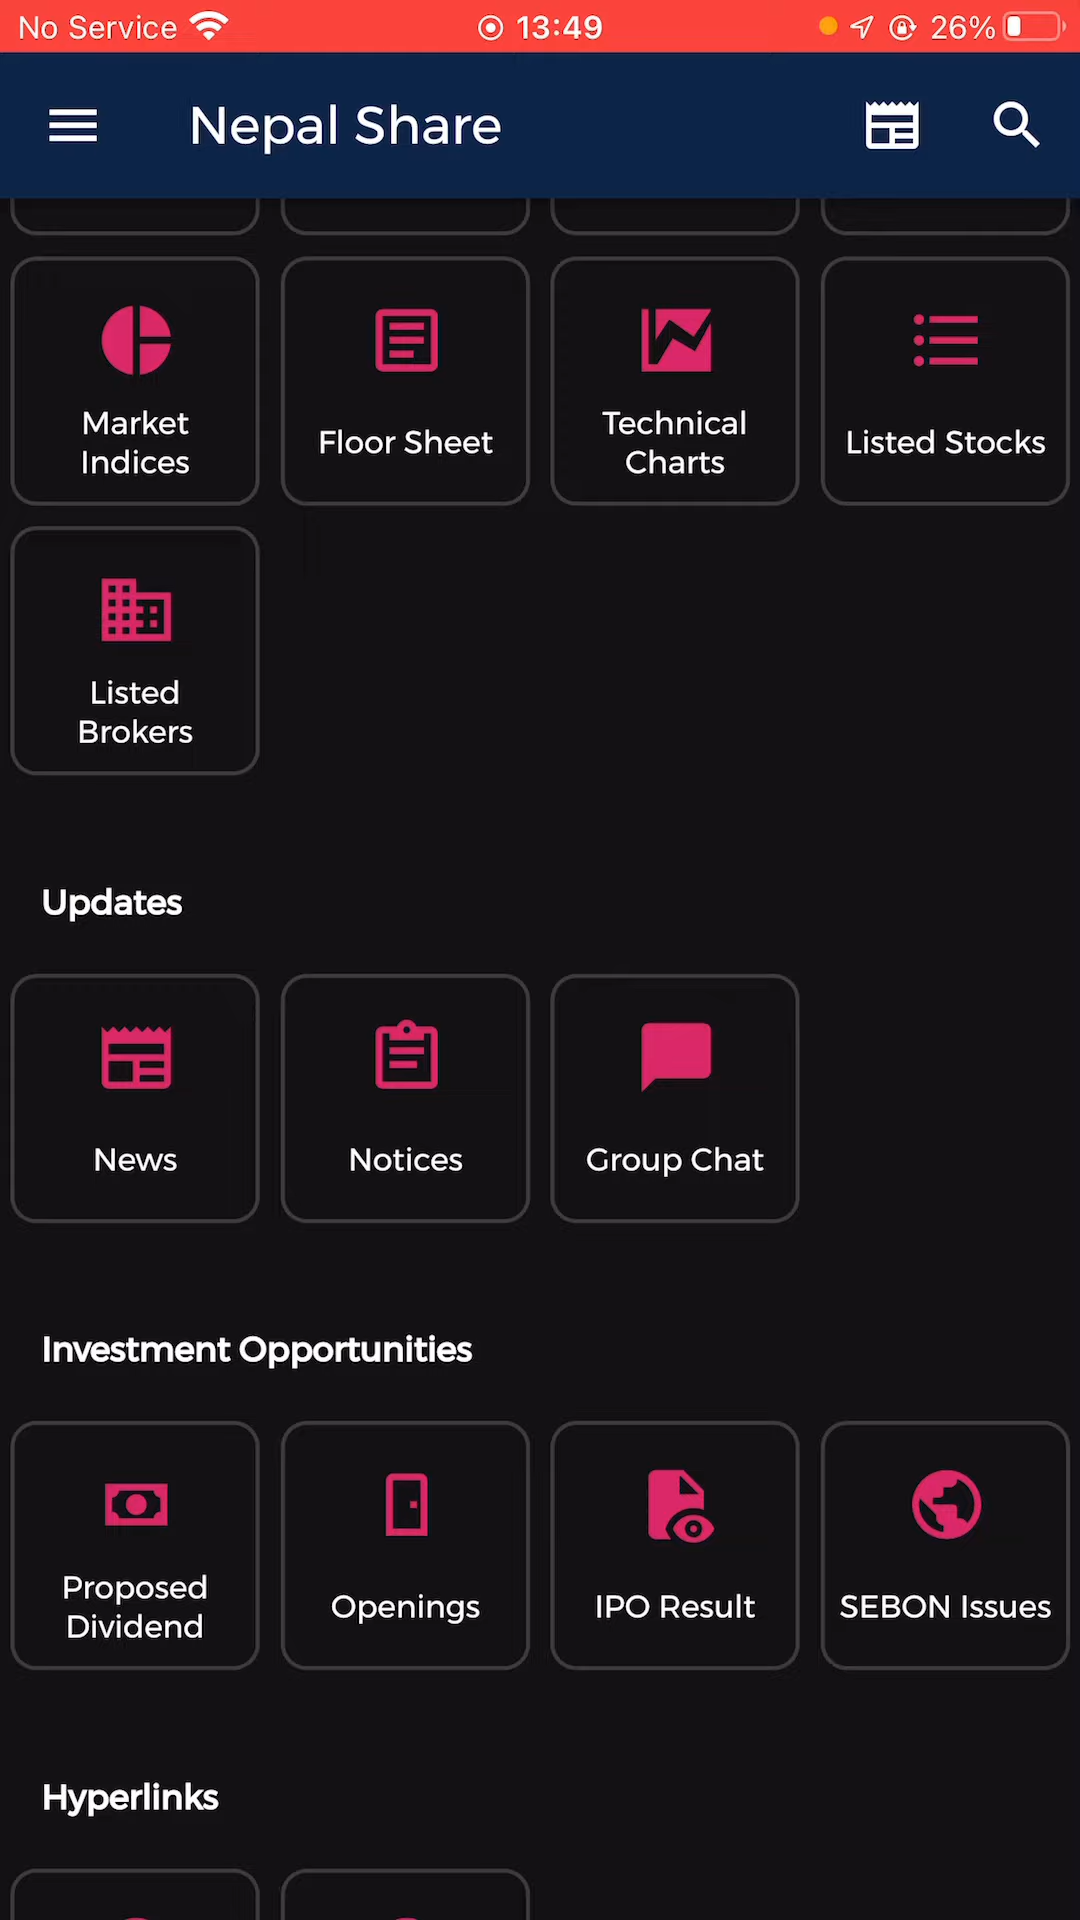 No Service 13:49 26%
Nepal Share
Market
Indices
Floor Sheet
Technical
Charts
Listed Stocks
Listed
Brokers
Updates
News
Notices
Group Chat
Investment Opportunities
Proposed
Dividend
Openings
IPO Result
SEBON Issues
Hyperlinks